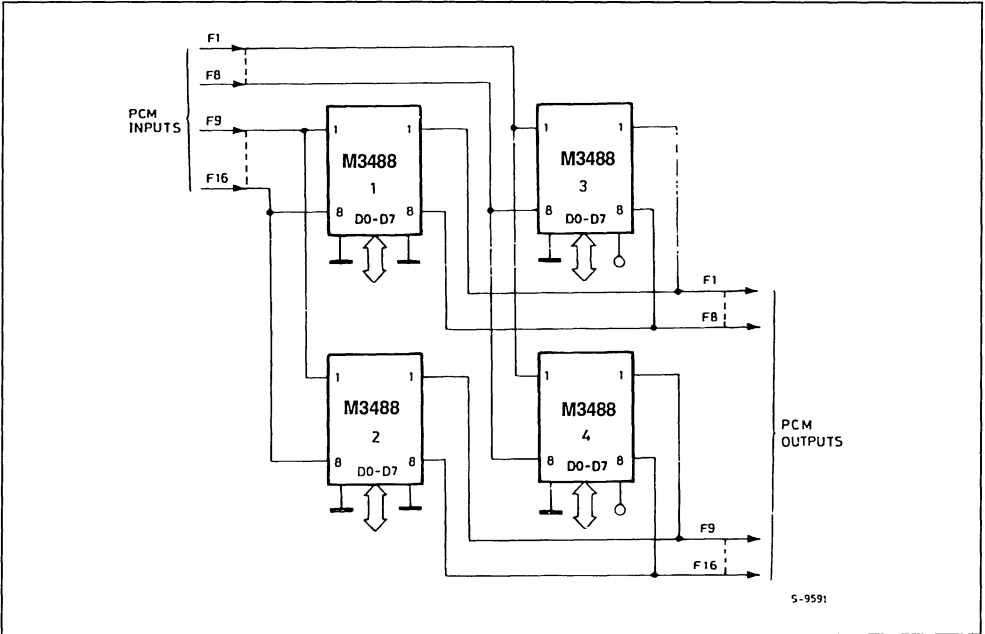 F1
F8
PCM
INPUTS
F9
F16
1 1
M3488
1
8 D0-D7 8
1 1
M3488
3
8 D0-D7 8
F1
F8
1 1
M3488
2
8 D0-D7 8
1 1
M3488
4
8 D0-D7 8
PCM
OUTPUTS
F9
F16
S-9591